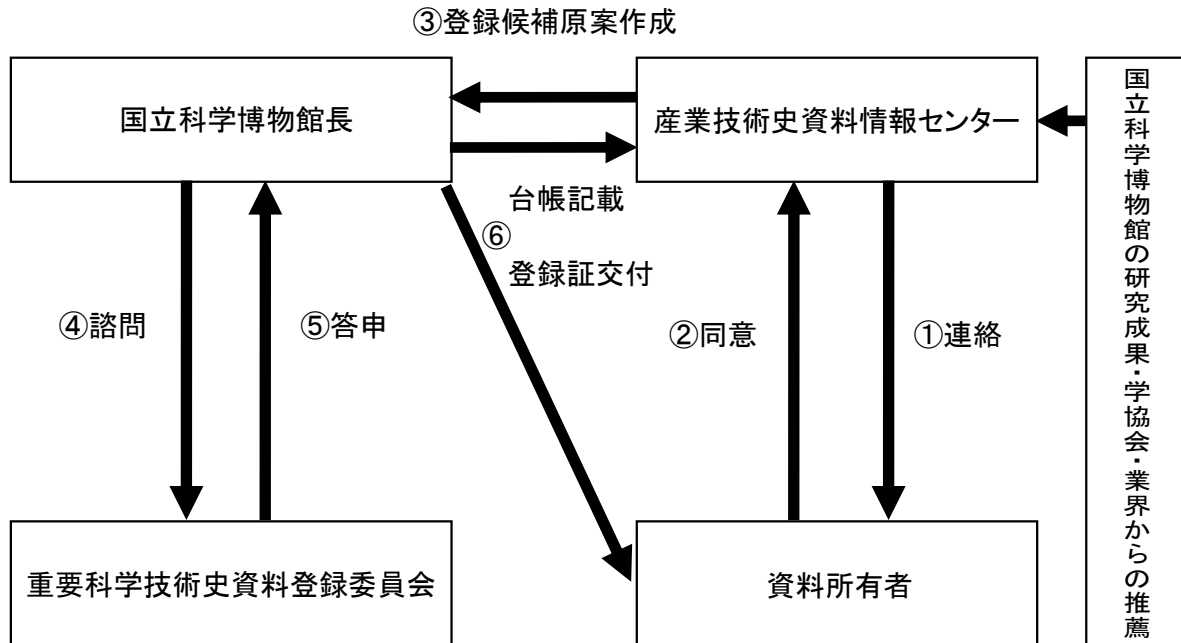 ③登録候補原案作成
国立科学博物館長
産業技術史資料情報センター
国立科学博物館の研究成果・学協会・業界からの推薦
台帳記載
⑥
登録証交付
④諮問
⑤答申
②同意
①連絡
重要科学技術史資料登録委員会
資料所有者